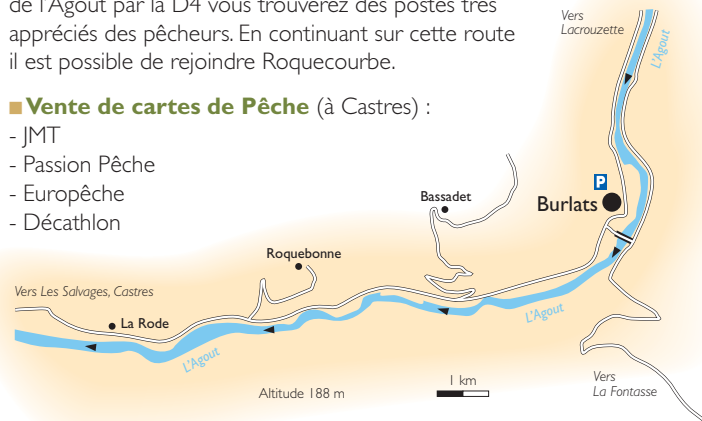 de l'Agout par la D4 vous trouverez des postes très
appréciés des pêcheurs. En continuant sur cette route
il est possible de rejoindre Roquecourbe.
Vente de cartes de Pêche (à Castres) :
- JMT
- Passion Pêche
- Europêche
- Décathlon
Vers
Lacrouzette
L'Agout
P
Burlats
Bassadet
Roquebonne
Vers Les Salvages, Castres
La Rode
L'Agout
L'Agout
Altitude 188 m
1 km
Vers
La Fontasse